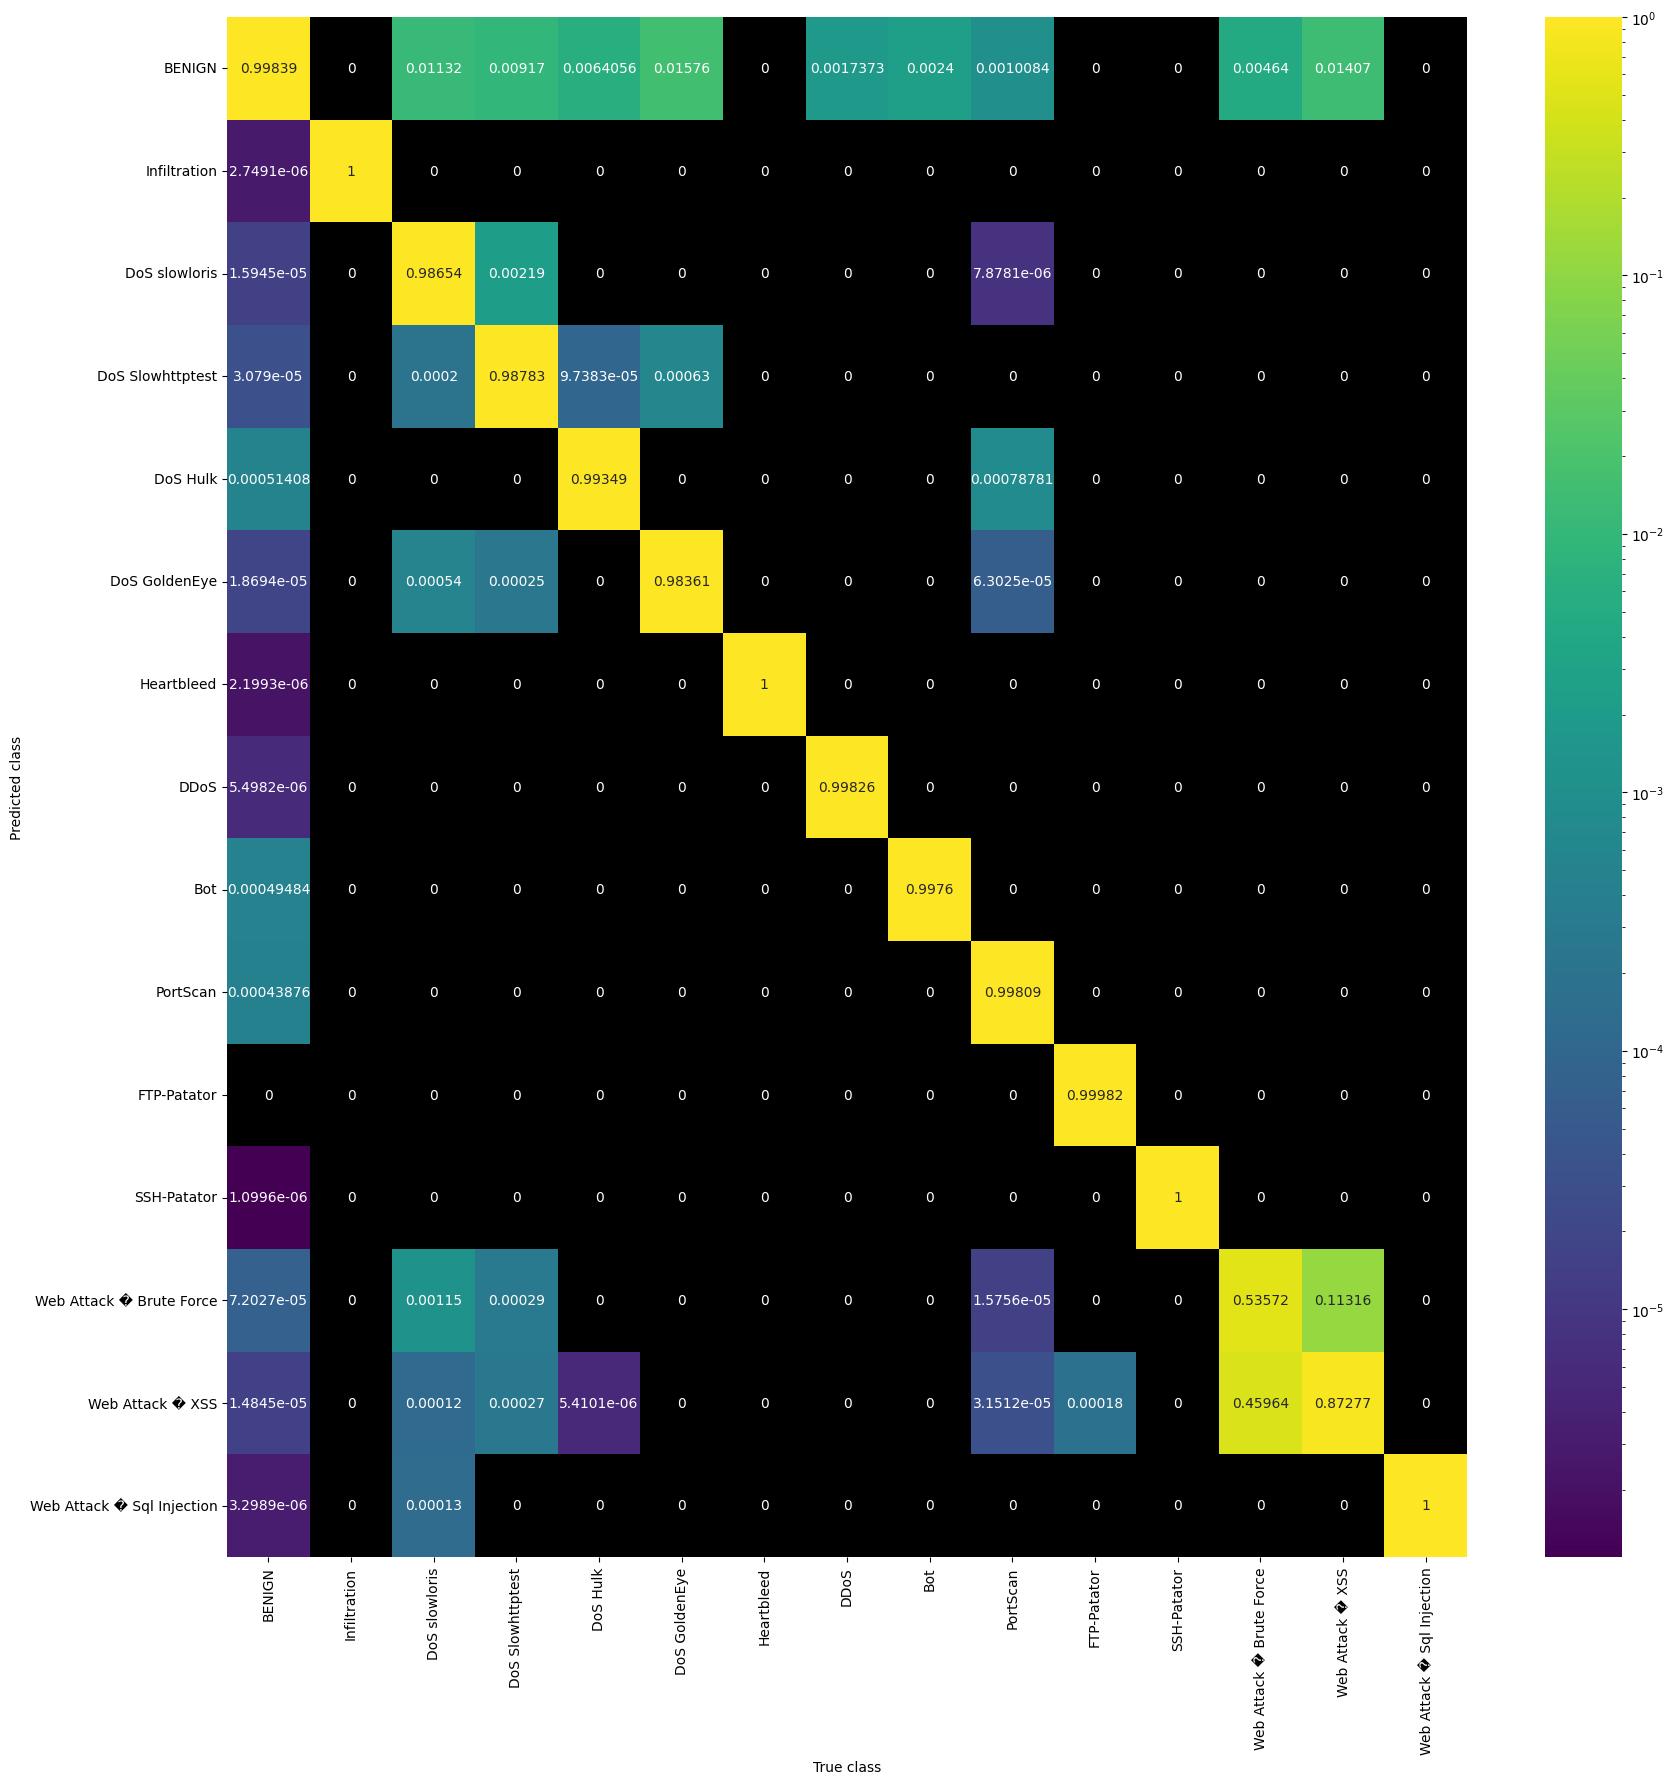 BENIGN 0.99839 0 0.01132 0.00917 0.0064056 0.01576 0 0.0017373 0.0024 0.0010084 0 0 0.00464 0.01407 0
Infiltration 2.7491e-06 1 0 0 0 0 0 0 0 0 0 0 0 0 0
DoS slowloris 1.5945e-05 0 0.98654 0.00219 0 0 0 0 0 7.8781e-06 0 0 0 0 0
DoS Slowhttptest 3.079e-05 0 0.0002 0.98783 9.7383e-05 0.00063 0 0 0 0 0 0 0 0 0
DoS Hulk 0.00051408 0 0 0 0.99349 0 0 0 0 0.00078781 0 0 0 0 0
DoS GoldenEye 1.8694e-05 0 0.00054 0.00025 0 0.98361 0 0 0 6.3025e-05 0 0 0 0 0
Heartbleed 2.1993e-06 0 0 0 0 0 1 0 0 0 0 0 0 0 0
DDoS 5.4982e-06 0 0 0 0 0 0 0.99826 0 0 0 0 0 0 0
Bot 0.00049484 0 0 0 0 0 0 0 0.9976 0 0 0 0 0 0
PortScan 0.00043876 0 0 0 0 0 0 0 0 0.99809 0 0 0 0 0
FTP-Patator 0 0 0 0 0 0 0 0 0 0 0.99982 0 0 0 0
SSH-Patator 1.0996e-06 0 0 0 0 0 0 0 0 0 0 1 0 0 0
Web Attack � Brute Force 7.2027e-05 0 0.00115 0.00029 0 0 0 0 0 1.5756e-05 0 0 0.53572 0.11316 0
Web Attack � XSS 1.4845e-05 0 0.00012 0.00027 5.4101e-06 0 0 0 0 3.1512e-05 0.00018 0 0.45964 0.87277 0
Web Attack � Sql Injection 3.2989e-06 0 0.00013 0 0 0 0 0 0 0 0 0 0 0 1
BENIGN
Infiltration
DoS slowloris
DoS Slowhttptest
DoS Hulk
DoS GoldenEye
Heartbleed
DDoS
Bot
PortScan
FTP-Patator
SSH-Patator
Web Attack � Brute Force
Web Attack � XSS
Web Attack � Sql Injection
True class
Predicted class
10⁰
10⁻¹
10⁻²
10⁻³
10⁻⁴
10⁻⁵